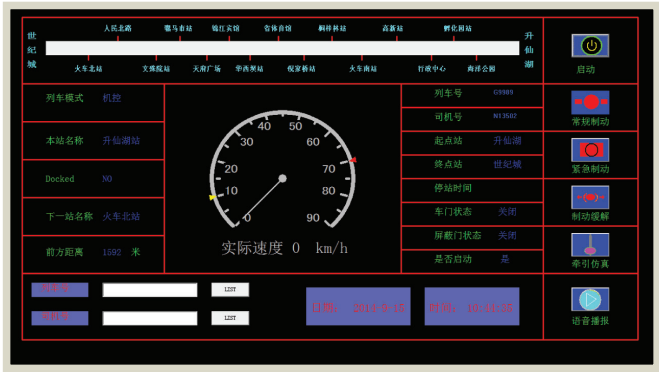 世纪城
人民北路 骡马市站 锦江宾馆 省体育馆 桐梓林站 高新站 孵化园站
升仙湖
火车北站 文殊院站 天府广场 华西坝站 倪家桥站 火车南站 行政中心 海洋公园
启动
列车模式 机控
本站名称 升仙湖站
Docked NO
下一站名称 火车北站
前方距离 1592 米
0 10 20 30 40 50 60 70 80 90
实际速度 0 km/h
列车号 G9989
司机号 N13502
起点站 升仙湖
终点站 世纪城
停站时间
车门状态 关闭
屏蔽门状态 关闭
是否启动 是
常规制动
紧急制动
制动缓解
牵引仿真
语音播报
LIST
LIST